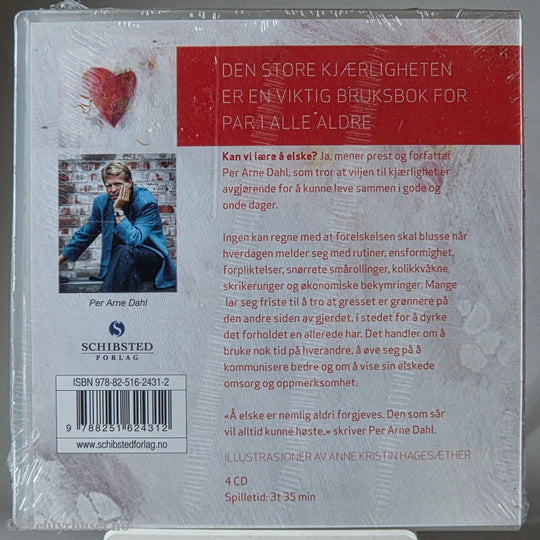 DEN STORE KJÆRLIGHETEN
ER EN VIKTIG BRUKSBOK FOR
PAR I ALLE ALDRE
Kan vi lære å elske? Ja, mener prest og forfatter
Per Arne Dahl, som tror at viljen til kjærlighet er
avgjørende for å kunne leve sammen i gode og
onde dager.
Ingen kan regne med at forelskelsen skal blusse når
hverdagen melder seg med rutiner, ensformighet,
forpliktelser, snørrete smårollinger, kolikkvåkne
skrikerunger og økonomiske bekymringer. Mange
lar seg friste til å tro at gresset er grønnere på
den andre siden av gjerdet, i stedet for å dyrke
det forholdet en allerede har. Det handler om å
bruke nok tid på hverandre, å øve seg på å
kommunisere bedre og om å vise sin elskede
omsorg og oppmerksomhet.
«Å elske er nemlig aldri forgjeves. Den som sår
vil alltid kunne høste,» skriver Per Arne Dahl.
ILLUSTRASJONER AV ANNE KRISTIN HAGESÆTHER
4 CD
Spilletid: 3t 35 min
Per Arne Dahl
S
SCHIBSTED
FORLAG
ISBN 978-82-516-2431-2
9 788251 624312
www.schibstedforlag.no
© Eventyrhuset.no